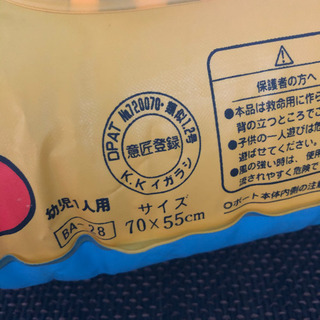 DPAT №720070・類似1.2号
意匠登録
K.K イガラシ
幼児1人用
サイズ
70×55cm
保護者の方へ
●本品は救命用に作ら
背の立つところでご
●子供の一人遊びは危
遊ばせてください。
●風の強い時は、使用
流されやすく危険で
○ボート本体内側の注意